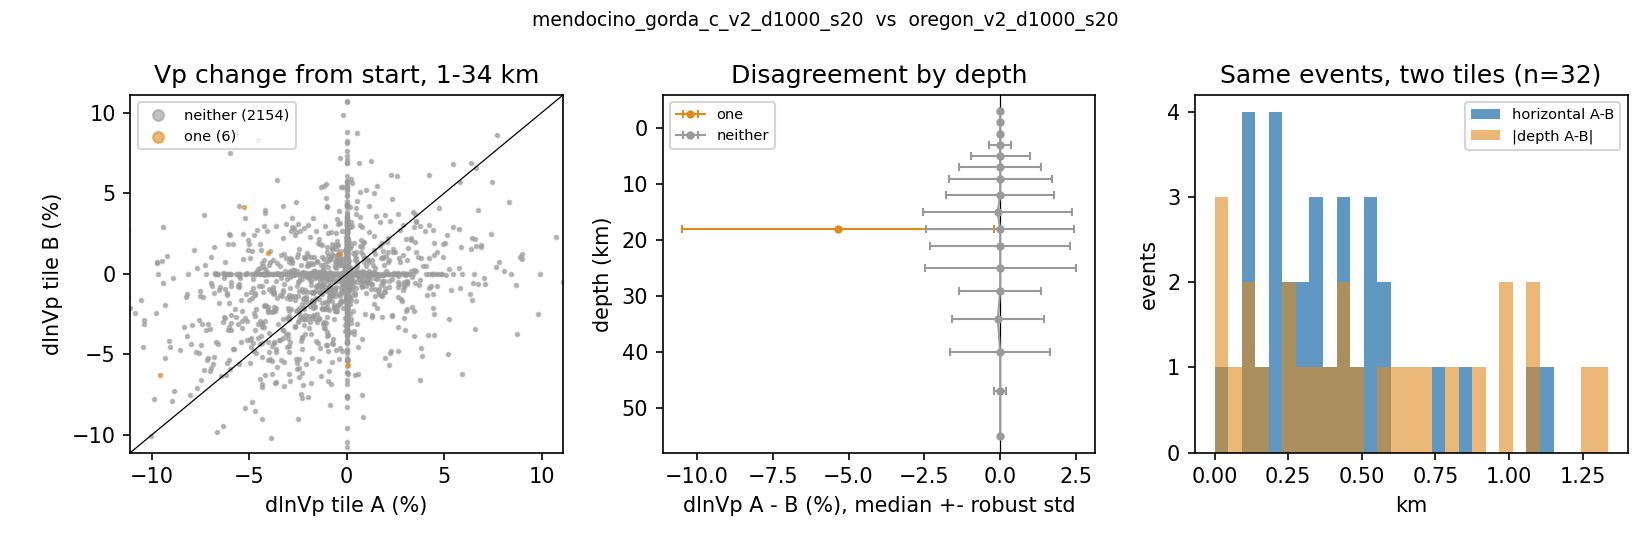 mendocino_gorda_c_v2_d1000_s20  vs  oregon_v2_d1000_s20
Vp change from start, 1-34 km
neither (2154)
one (6)
10
5
0
−5
−10
dlnVp tile B (%)
−10
−5
0
5
10
dlnVp tile A (%)
Disagreement by depth
one
neither
0
10
20
30
40
50
depth (km)
−10.0
−7.5
−5.0
−2.5
0.0
2.5
dlnVp A - B (%), median +- robust std
Same events, two tiles (n=32)
horizontal A-B
|depth A-B|
4
3
2
1
0
events
0.00
0.25
0.50
0.75
1.00
1.25
km